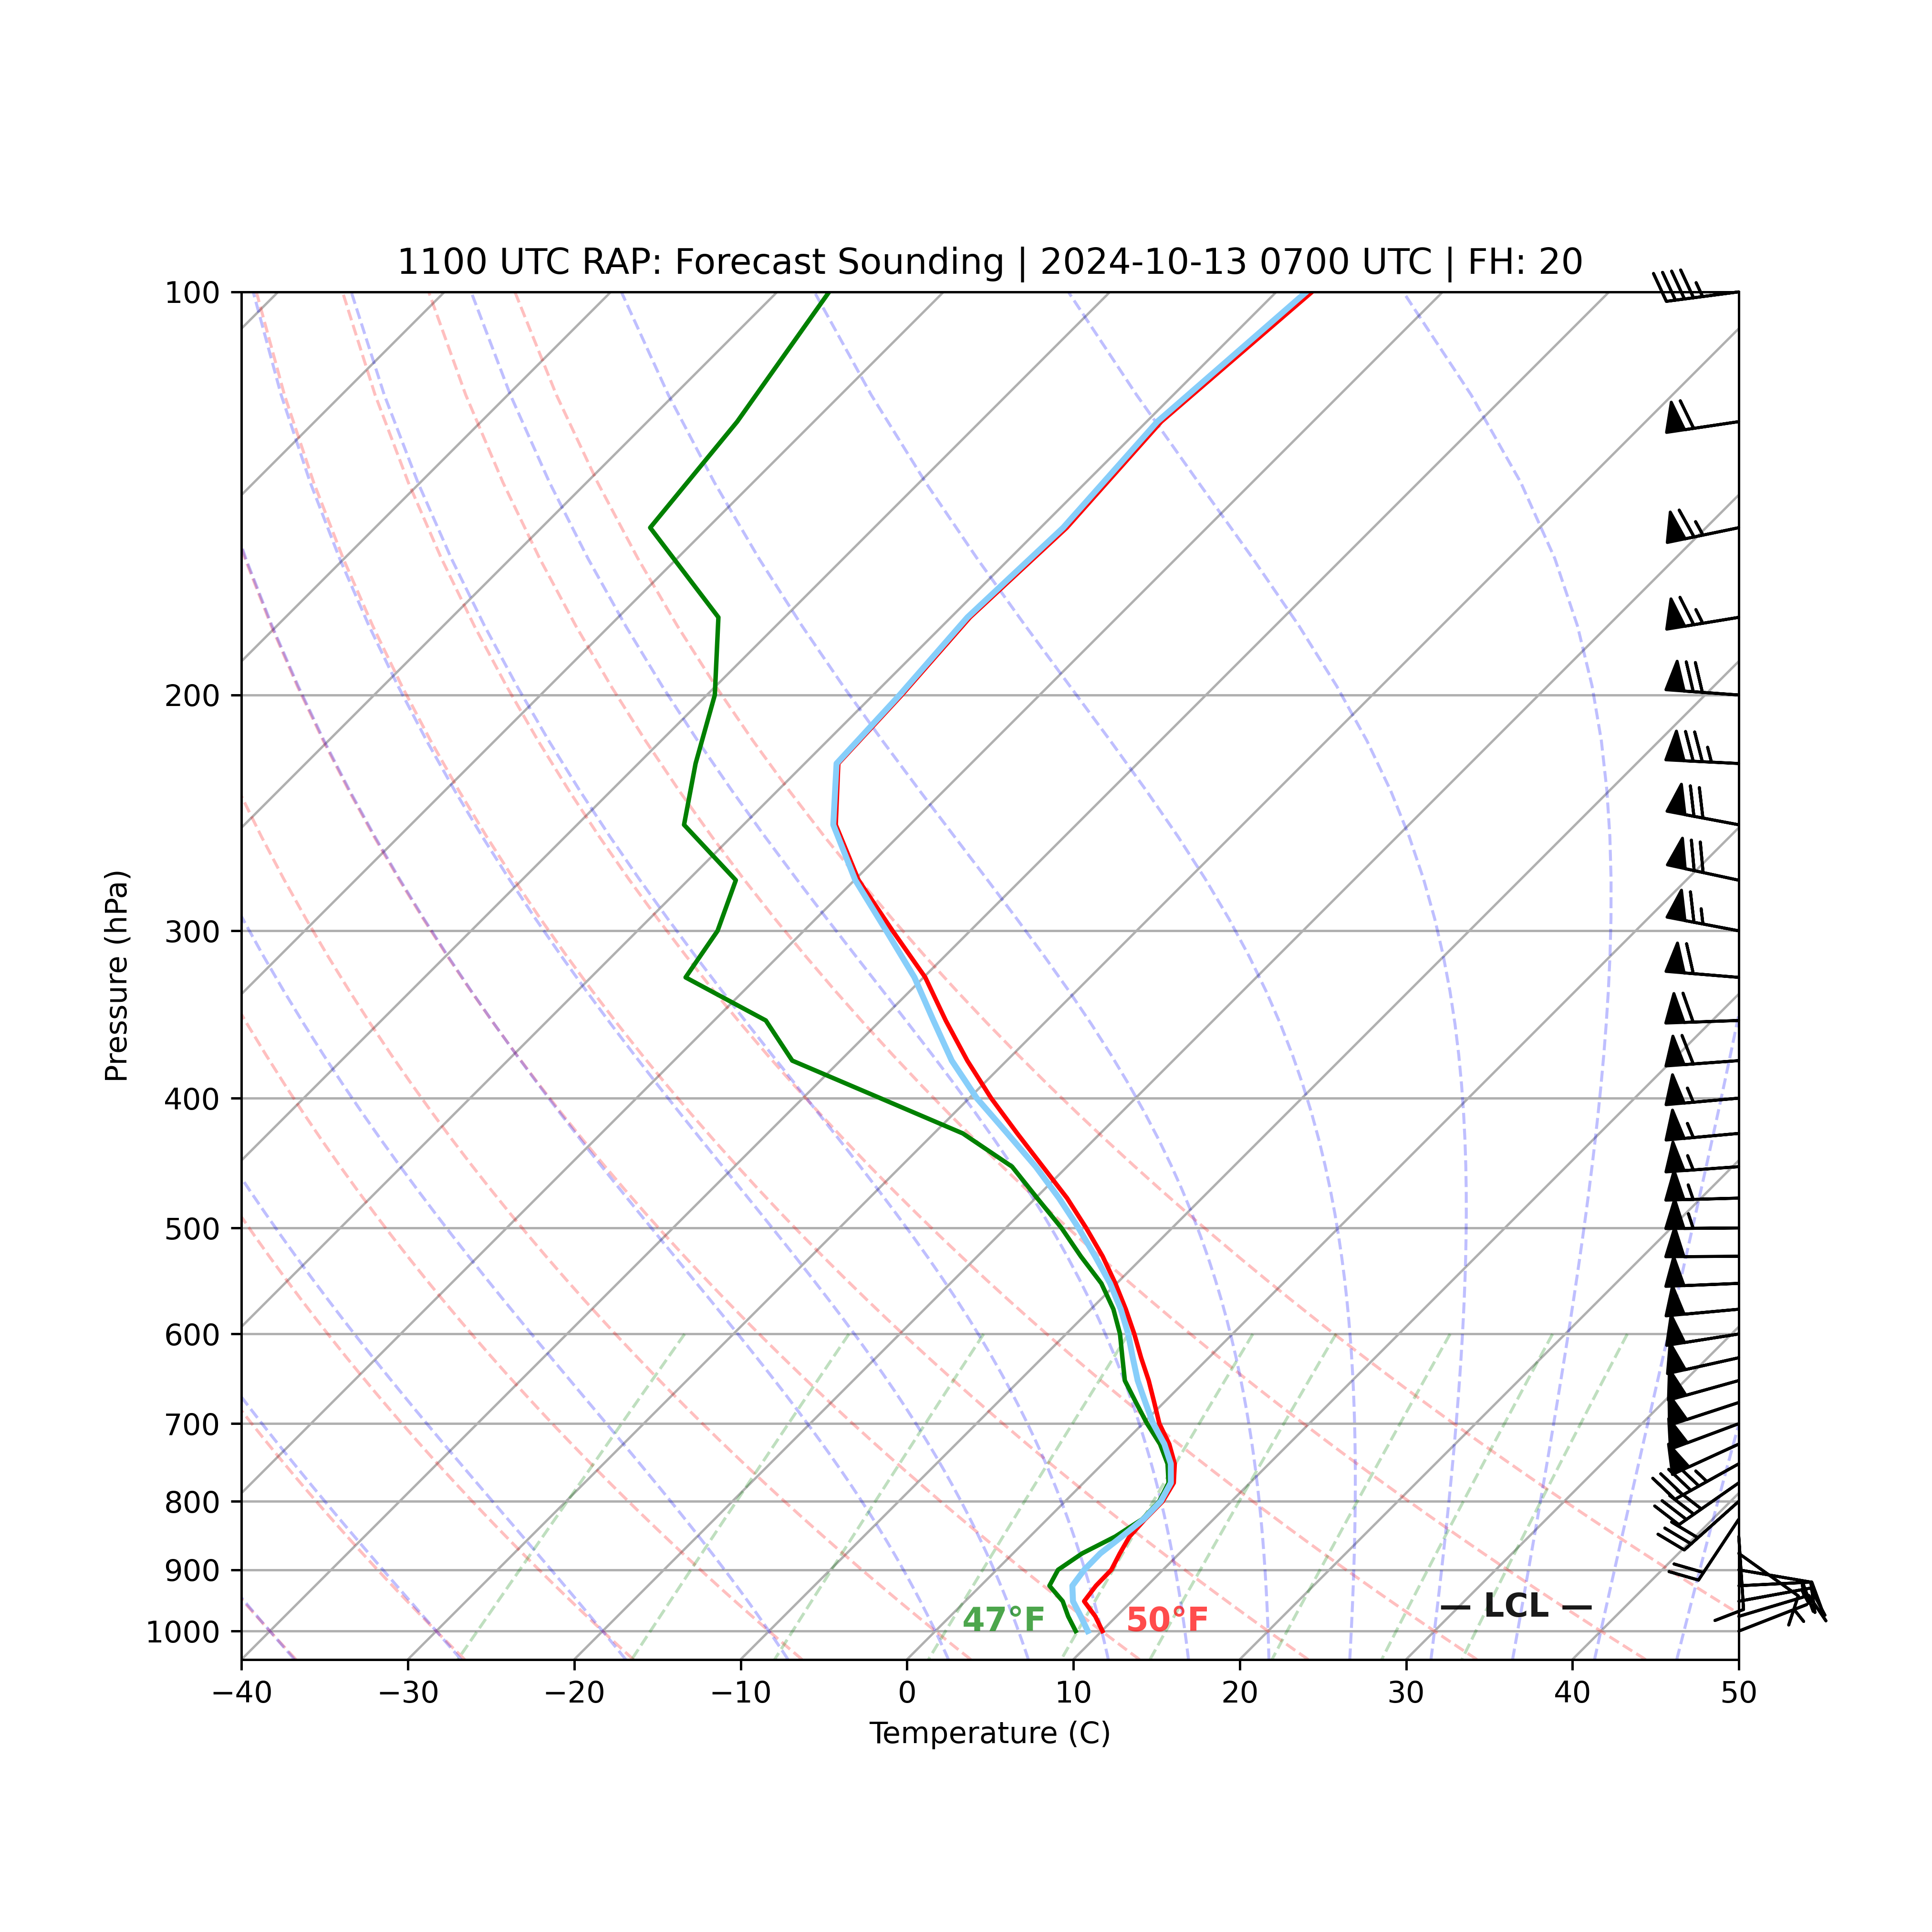 1100 UTC RAP: Forecast Sounding | 2024-10-13 0700 UTC | FH: 20
100
200
300
400
500
600
700
800
900
1000
Pressure (hPa)
47°F
50°F
— LCL —
−40 −30 −20 −10 0 10 20 30 40 50
Temperature (C)